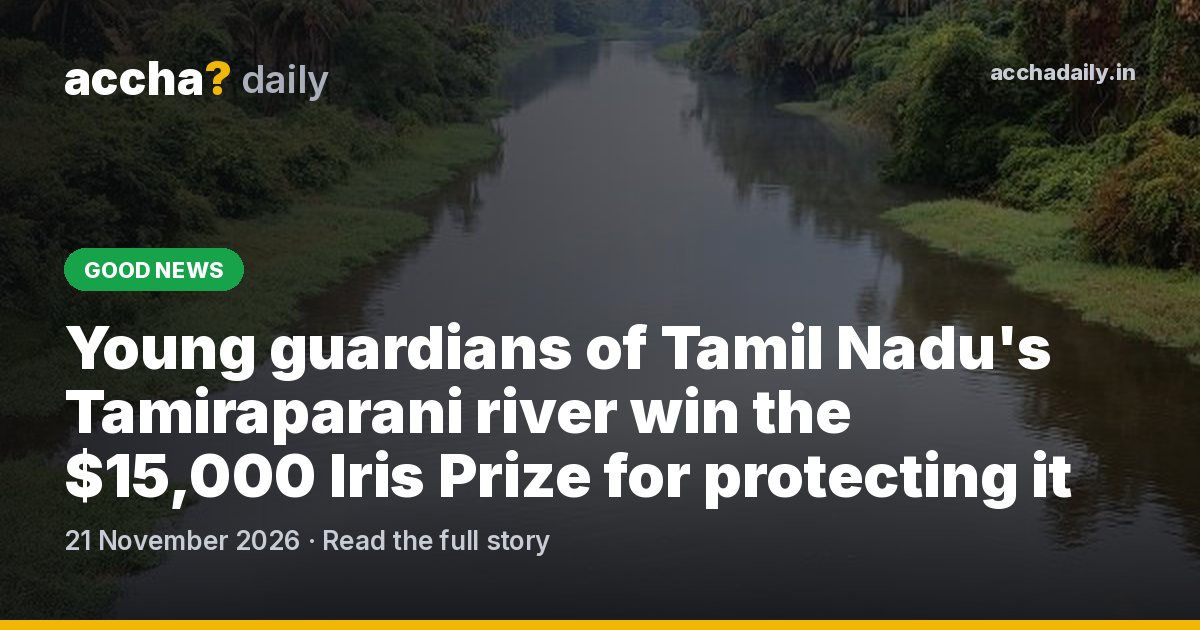 accha? daily
acchadaily.in
GOOD NEWS
Young guardians of Tamil Nadu's
Tamiraparani river win the
$15,000 Iris Prize for protecting it
21 November 2026 · Read the full story